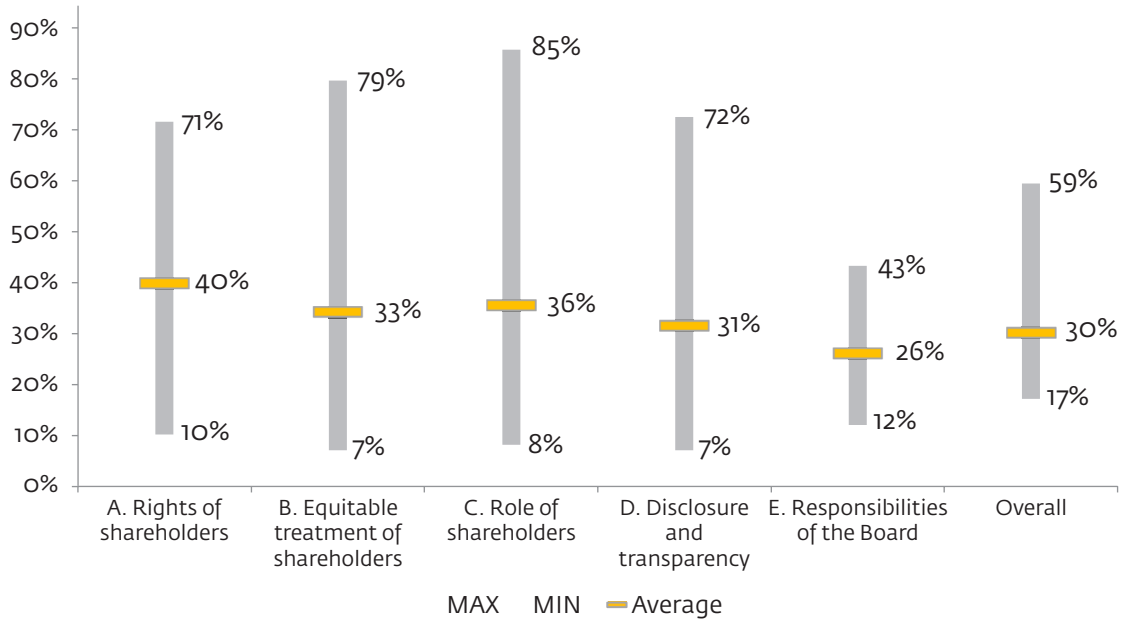 90%
80%
70%
60%
50%
40%
30%
20%
10%
0%
71%
40%
10%
79%
33%
7%
85%
36%
8%
72%
31%
7%
43%
26%
12%
59%
30%
17%
A. Rights of
shareholders
B. Equitable
treatment of
shareholders
C. Role of
shareholders
D. Disclosure
and
transparency
E. Responsibilities
of the Board
Overall
MAX MIN Average